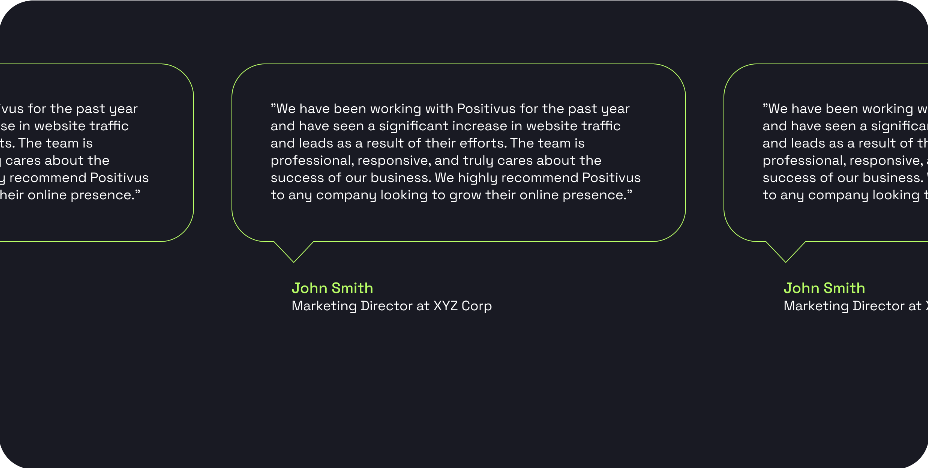 vus for the past year
se in website traffic
ts. The team is
cares about the
y recommend Positivus
heir online presence.”
”We have been working with Positivus for the past year
and have seen a significant increase in website traffic
and leads as a result of their efforts. The team is
professional, responsive, and truly cares about the
success of our business. We highly recommend Positivus
to any company looking to grow their online presence.”
John Smith
Marketing Director at XYZ Corp
”We have been working w
and have seen a significa
and leads as a result of th
professional, responsive,
success of our business.
to any company looking t
John Smith
Marketing Director at